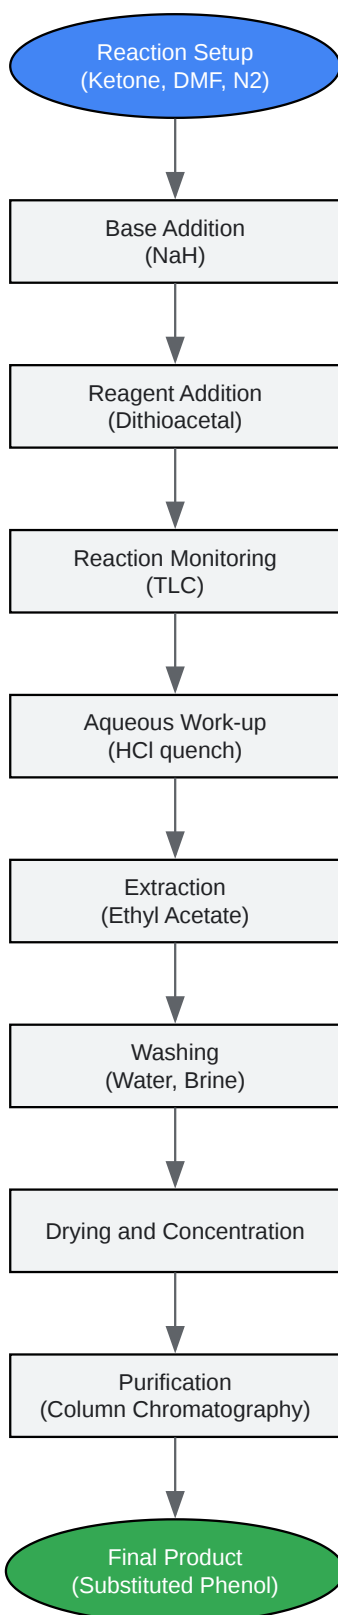 Reaction Setup
(Ketone, DMF, N2)
Base Addition
(NaH)
Reagent Addition
(Dithioacetal)
Reaction Monitoring
(TLC)
Aqueous Work-up
(HCl quench)
Extraction
(Ethyl Acetate)
Washing
(Water, Brine)
Drying and Concentration
Purification
(Column Chromatography)
Final Product
(Substituted Phenol)